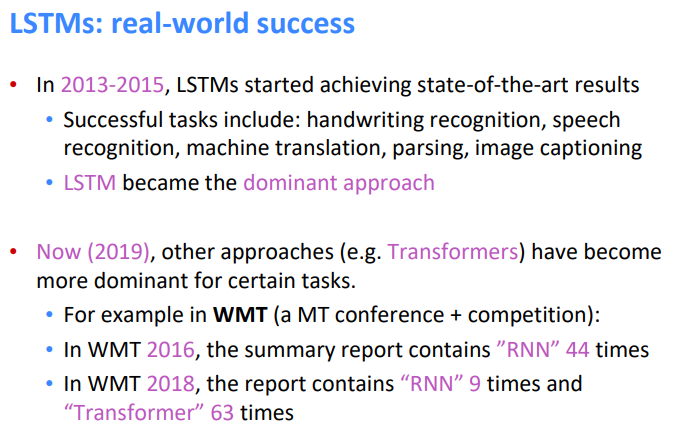 LSTMs: real-world success
• In 2013-2015, LSTMs started achieving state-of-the-art results
• Successful tasks include: handwriting recognition, speech
recognition, machine translation, parsing, image captioning
• LSTM became the dominant approach
• Now (2019), other approaches (e.g. Transformers) have become
more dominant for certain tasks.
• For example in WMT (a MT conference + competition):
• In WMT 2016, the summary report contains ”RNN” 44 times
• In WMT 2018, the report contains “RNN” 9 times and
“Transformer” 63 times